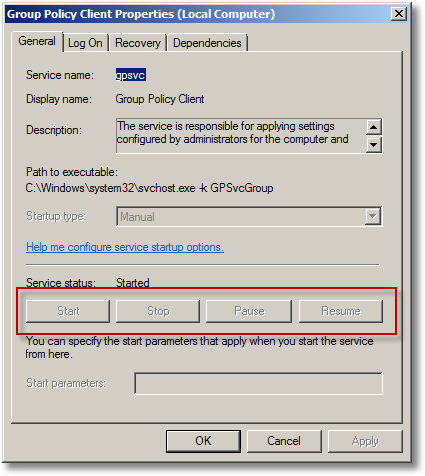 Group Policy Client Properties (Local Computer)
General Log On Recovery Dependencies
Service name: gpsvc
Display name: Group Policy Client
Description: The service is responsible for applying settings
configured by administrators for the computer and
Path to executable:
C:\Windows\system32\svchost.exe -k GPSvcGroup
Startup type: Manual
Help me configure service startup options.
Service status: Started
Start Stop Pause Resume
You can specify the start parameters that apply when you start the service
from here.
Start parameters:
OK Cancel Apply